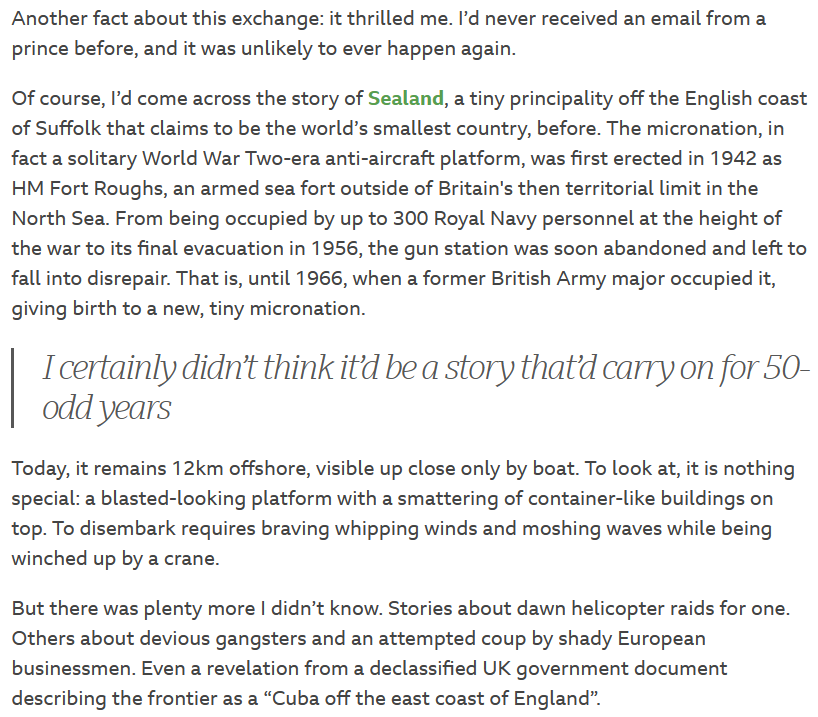 Another fact about this exchange: it thrilled me. I’d never received an email from a
prince before, and it was unlikely to ever happen again.
Of course, I’d come across the story of Sealand, a tiny principality off the English coast
of Suffolk that claims to be the world’s smallest country, before. The micronation, in
fact a solitary World War Two-era anti-aircraft platform, was first erected in 1942 as
HM Fort Roughs, an armed sea fort outside of Britain's then territorial limit in the
North Sea. From being occupied by up to 300 Royal Navy personnel at the height of
the war to its final evacuation in 1956, the gun station was soon abandoned and left to
fall into disrepair. That is, until 1966, when a former British Army major occupied it,
giving birth to a new, tiny micronation.
I certainly didn’t think it’d be a story that’d carry on for 50-
odd years
Today, it remains 12km offshore, visible up close only by boat. To look at, it is nothing
special: a blasted-looking platform with a smattering of container-like buildings on
top. To disembark requires braving whipping winds and moshing waves while being
winched up by a crane.
But there was plenty more I didn’t know. Stories about dawn helicopter raids for one.
Others about devious gangsters and an attempted coup by shady European
businessmen. Even a revelation from a declassified UK government document
describing the frontier as a “Cuba off the east coast of England”.